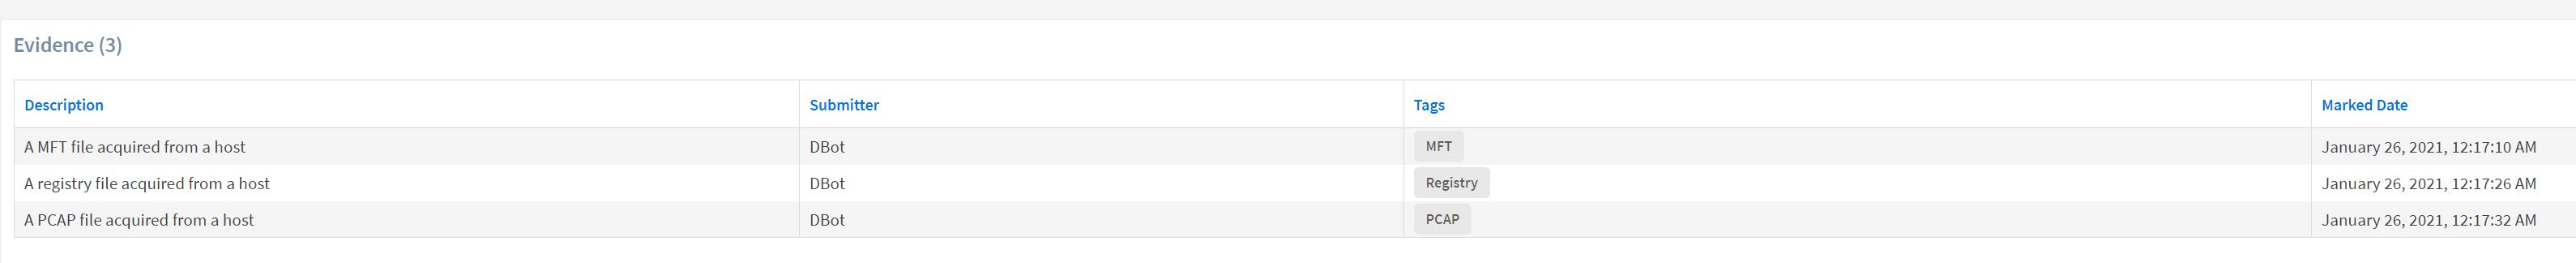 Evidence (3)
Description Submitter Tags Marked Date
A MFT file acquired from a host DBot MFT January 26, 2021, 12:17:10 AM
A registry file acquired from a host DBot Registry January 26, 2021, 12:17:26 AM
A PCAP file acquired from a host DBot PCAP January 26, 2021, 12:17:32 AM